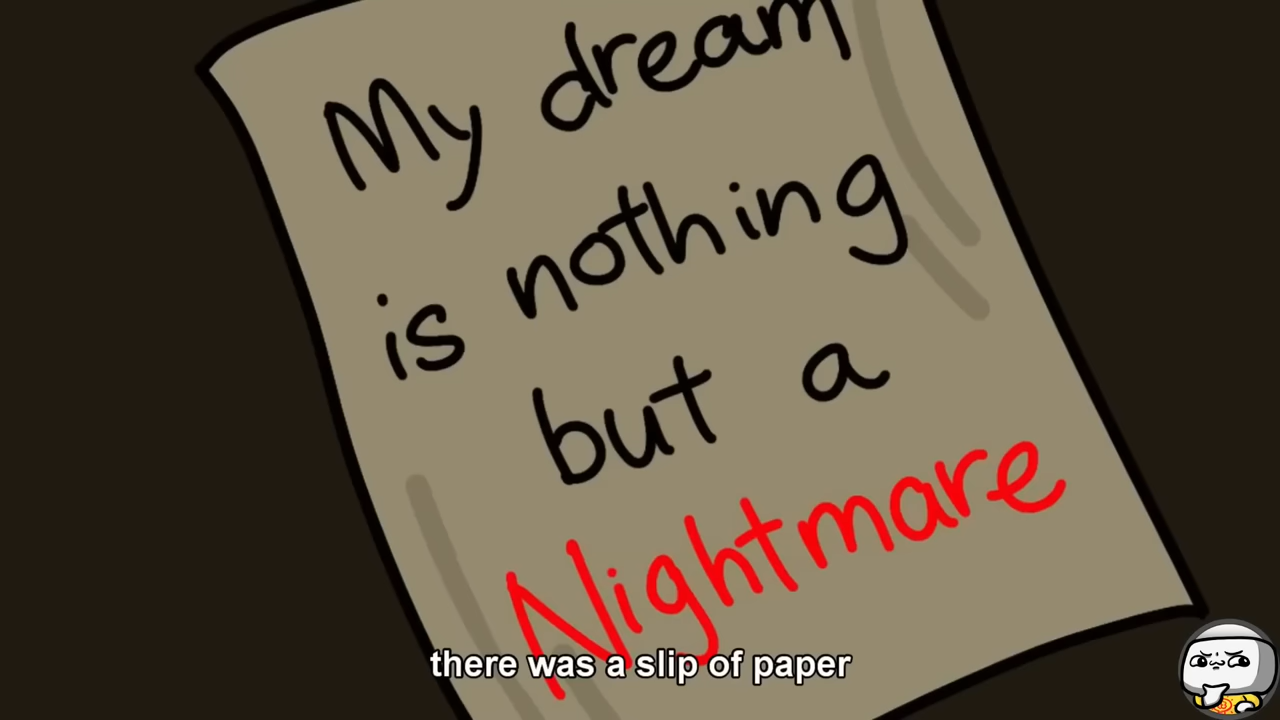 My dream
is nothing
but a
Nightmare
there was a slip of paper